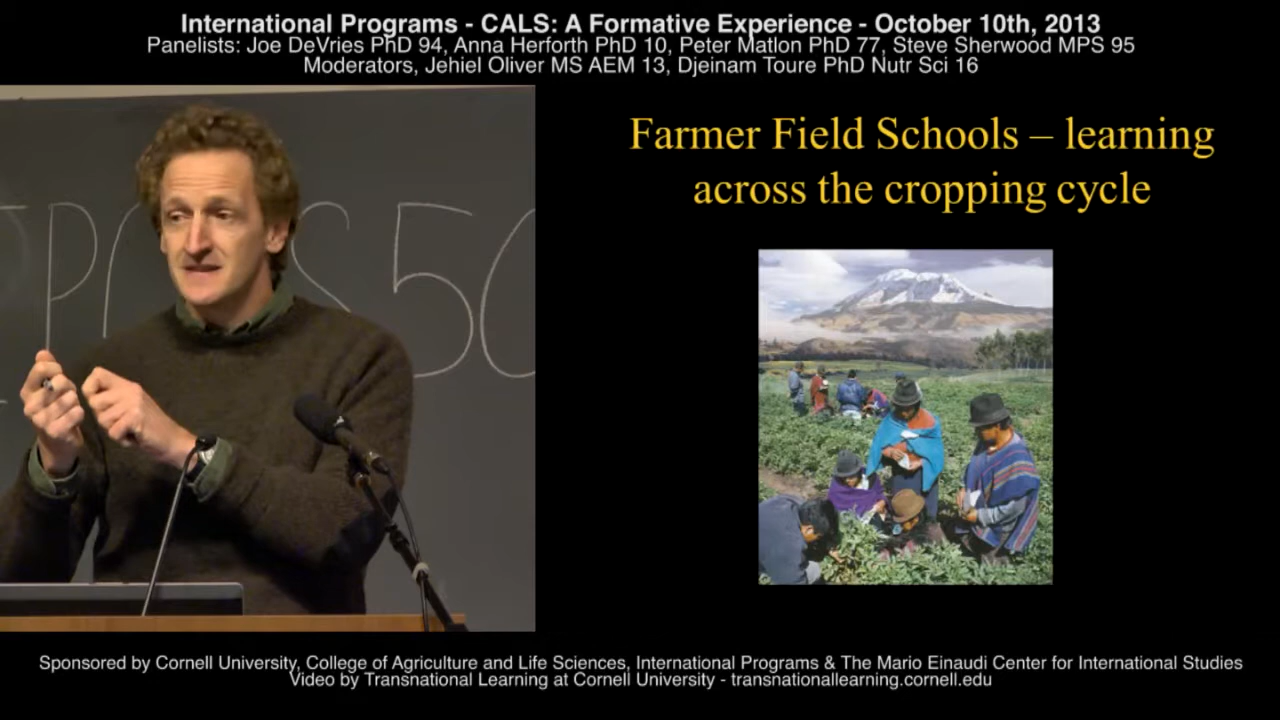 International Programs - CALS: A Formative Experience - October 10th, 2013
Panelists: Joe DeVries PhD 94, Anna Herforth PhD 10, Peter Matlon PhD 77, Steve Sherwood MPS 95
Moderators, Jehiel Oliver MS AEM 13, Djeinam Toure PhD Nutr Sci 16
Farmer Field Schools – learning
across the cropping cycle
50
Sponsored by Cornell University, College of Agriculture and Life Sciences, International Programs & The Mario Einaudi Center for International Studies
Video by Transnational Learning at Cornell University - transnationallearning.cornell.edu